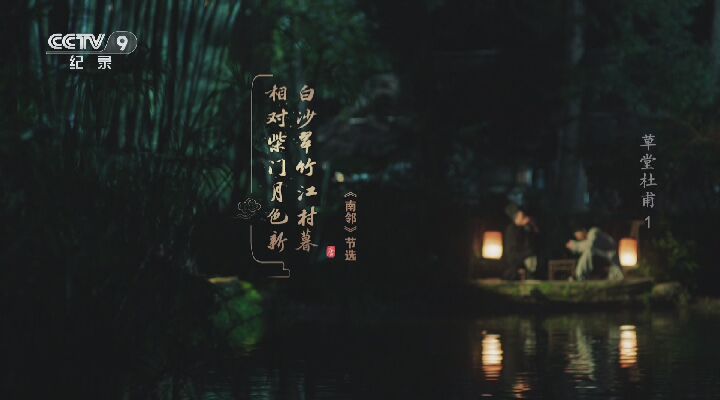 CCTV 9
纪录
草堂杜甫 1
白沙翠竹江村暮
相对柴门月色新
《南邻》节选